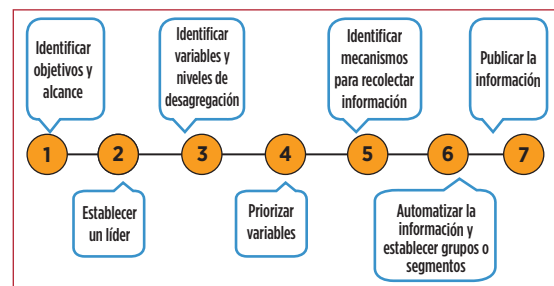 Identificar
objetivos y
alcance
Identificar
variables y
niveles de
desagregación
Identificar
mecanismos
para recolectar
información
Publicar la
información
1
2
3
4
5
6
7
Establecer
un líder
Priorizar
variables
Automatizar la
información y
establecer grupos o
segmentos